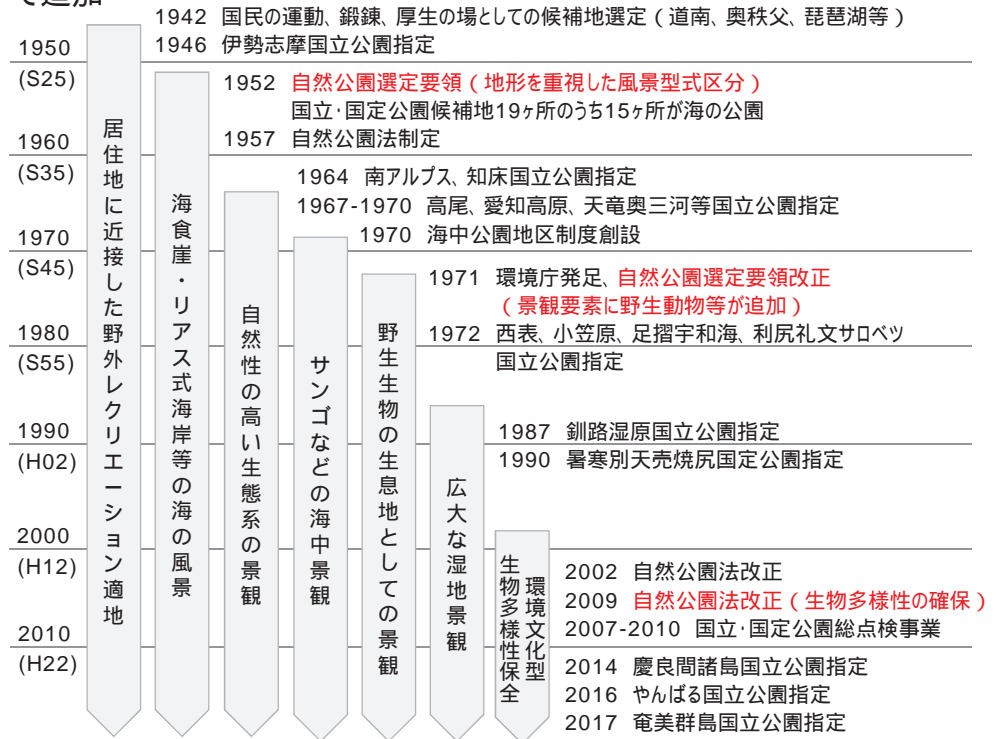 で追加
1942 国民の運動、鍛錬、厚生の場としての候補地選定（道南、奥秩父、琵琶湖等）
1946 伊勢志摩国立公園指定
1950
(S25)
1952 自然公園選定要領（地形を重視した風景型式区分）
国立･国定公園候補地19ヶ所のうち15ヶ所が海の公園
1957 自然公園法制定
1960
(S35)
1964 南アルプス、知床国立公園指定
1967-1970 高尾、愛知高原、天竜奥三河等国立公園指定
1970 海中公園地区制度創設
1970
(S45)
1971 環境庁発足、自然公園選定要領改正
（景観要素に野生動物等が追加）
1972 西表、小笠原、足摺宇和海、利尻礼文サロベツ
国立公園指定
1980
(S55)
1987 釧路湿原国立公園指定
1990 暑寒別天売焼尻国定公園指定
1990
(H02)
2000
(H12)
2002 自然公園法改正
2009 自然公園法改正（生物多様性の確保）
2007-2010 国立･国定公園総点検事業
2010
(H22)
2014 慶良間諸島国立公園指定
2016 やんばる国立公園指定
2017 奄美群島国立公園指定
居住地に近接した野外レクリエーション適地
海食崖・リアス式海岸等の海の風景
自然性の高い生態系の景観
サンゴなどの海中景観
野生生物の生息地としての景観
広大な湿地景観
環境文化型
生物多様性保全